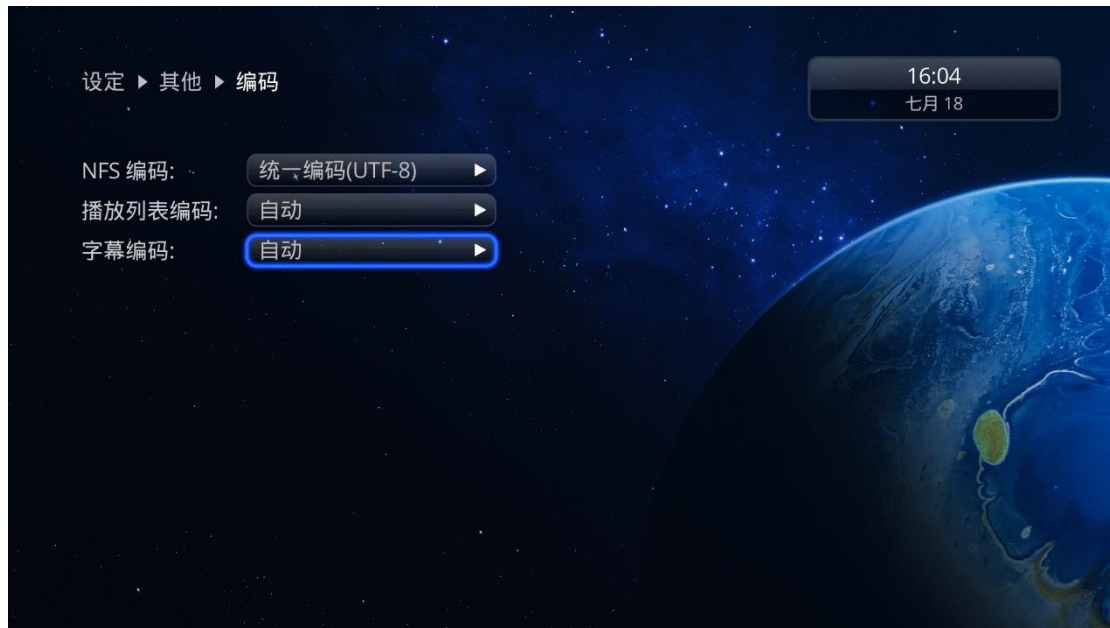 设定 ▶ 其他 ▶ 编码
16:04
七月 18
NFS 编码: 统一编码(UTF-8)
播放列表编码: 自动
字幕编码: 自动